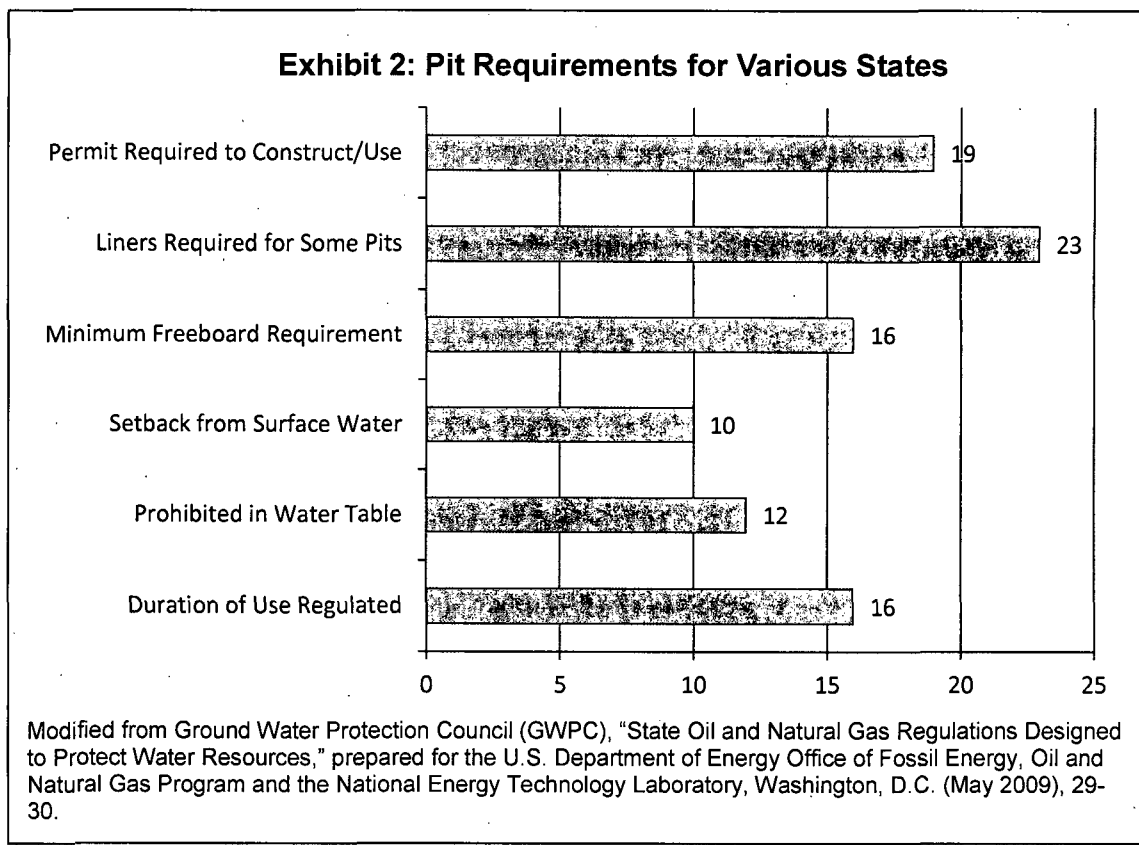 Exhibit 2: Pit Requirements for Various States
Permit Required to Construct/Use
19
Liners Required for Some Pits
23
Minimum Freeboard Requirement
16
Setback from Surface Water
10
Prohibited in Water Table
12
Duration of Use Regulated
16
0 5 10 15 20 25
Modified from Ground Water Protection Council (GWPC), “State Oil and Natural Gas Regulations Designed
to Protect Water Resources,” prepared for the U.S. Department of Energy Office of Fossil Energy, Oil and
Natural Gas Program and the National Energy Technology Laboratory, Washington, D.C. (May 2009), 29-
30.